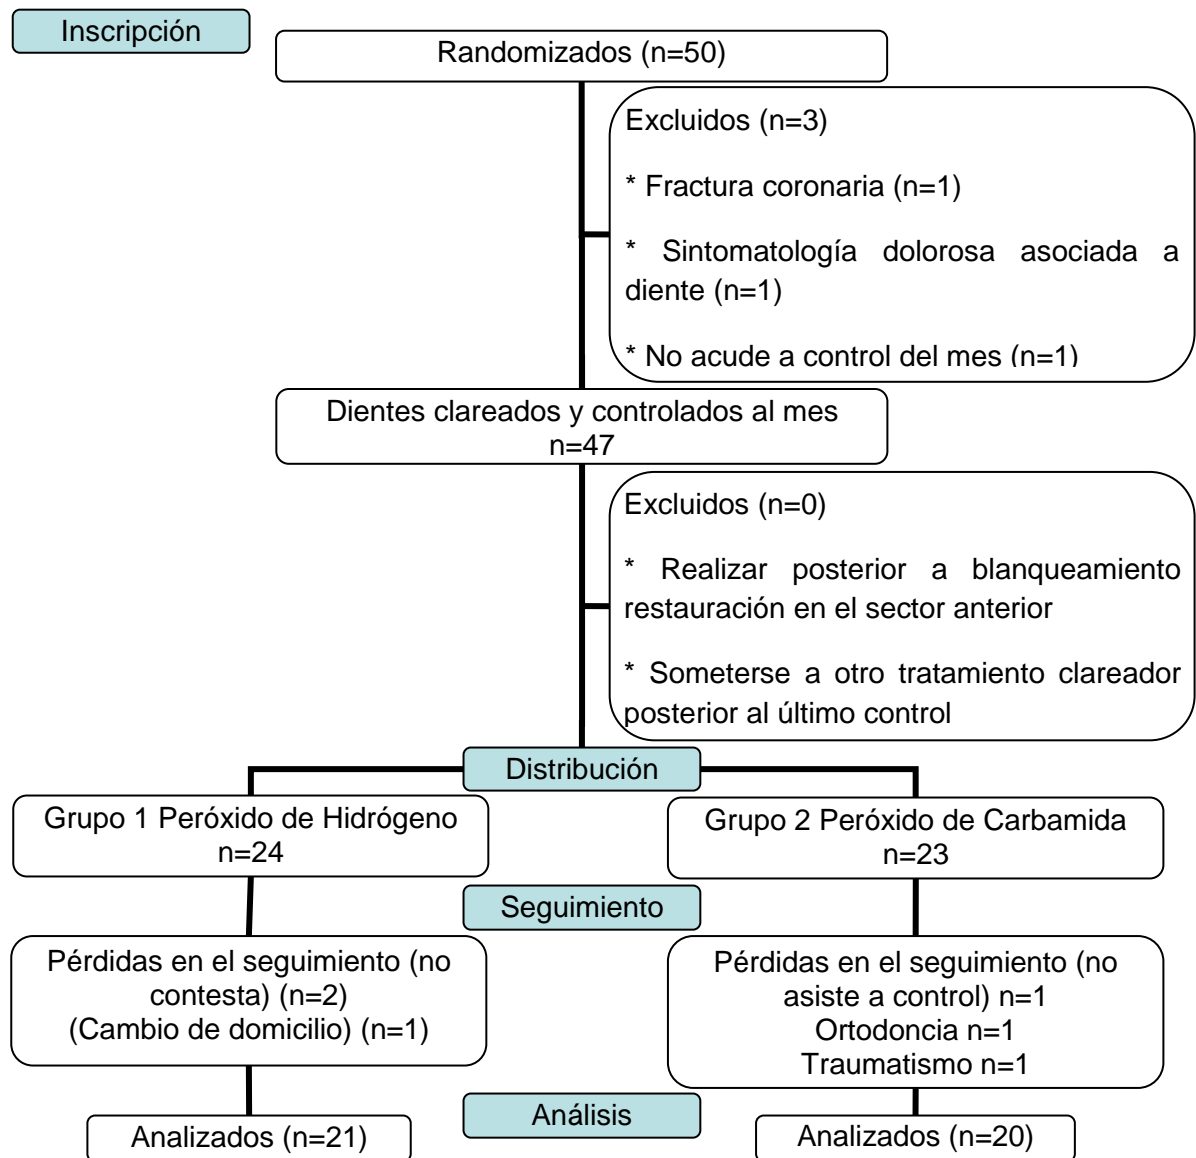 Inscripción
Randomizados (n=50)
Excluidos (n=3)
* Fractura coronaria (n=1)
* Sintomatología dolorosa asociada a
diente (n=1)
* No acude a control del mes (n=1)
Dientes clareados y controlados al mes
n=47
Excluidos (n=0)
* Realizar posterior a blanqueamiento
restauración en el sector anterior
* Someterse a otro tratamiento clareador
posterior al último control
Distribución
Grupo 1 Peróxido de Hidrógeno
n=24
Grupo 2 Peróxido de Carbamida
n=23
Seguimiento
Pérdidas en el seguimiento (no
contesta) (n=2)
(Cambio de domicilio) (n=1)
Pérdidas en el seguimiento (no
asiste a control) n=1
Ortodoncia n=1
Traumatismo n=1
Análisis
Analizados (n=21)
Analizados (n=20)